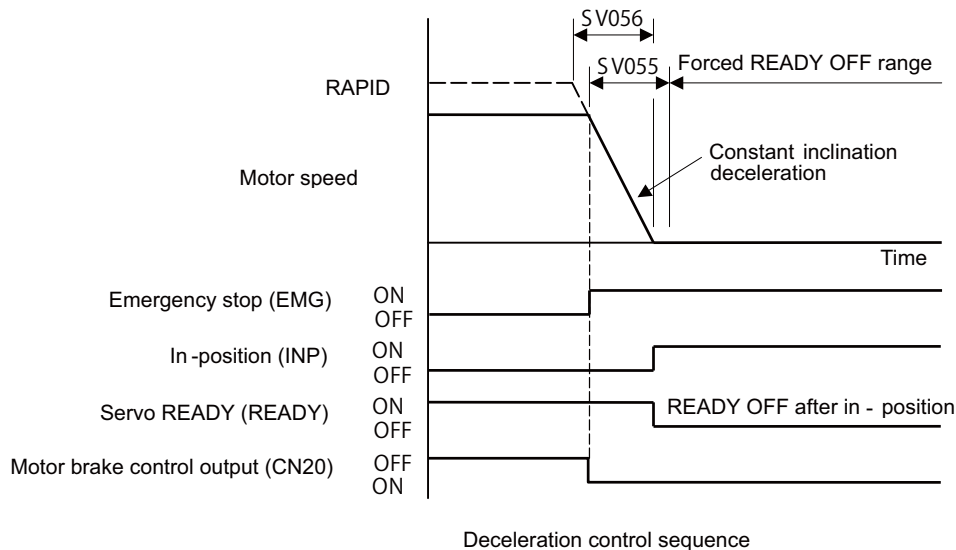 SV056
SV055
Forced READY OFF range
RAPID
Constant inclination
deceleration
Motor speed
Time
Emergency stop (EMG)
ON
OFF
In -position (INP)
ON
OFF
Servo READY (READY)
ON
OFF
READY OFF after in - position
Motor brake control output (CN20)
OFF
ON
Deceleration control sequence